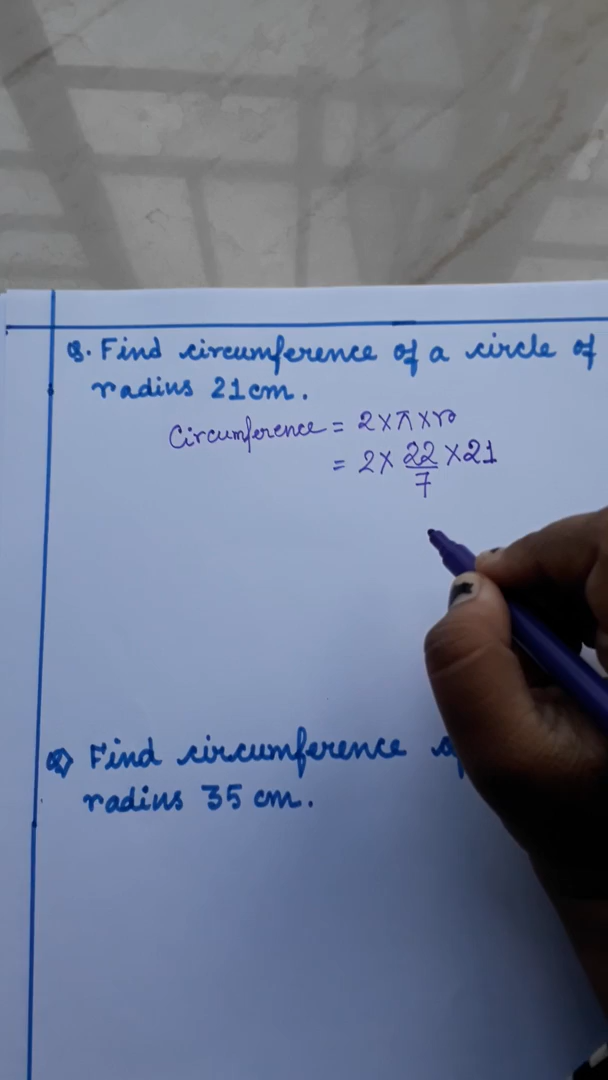 Q. Find circumference of a circle of
radius 21cm.
Circumference = 2×π×r
= 2× 22/7 ×21
Q) Find circumference
radius 35 cm.